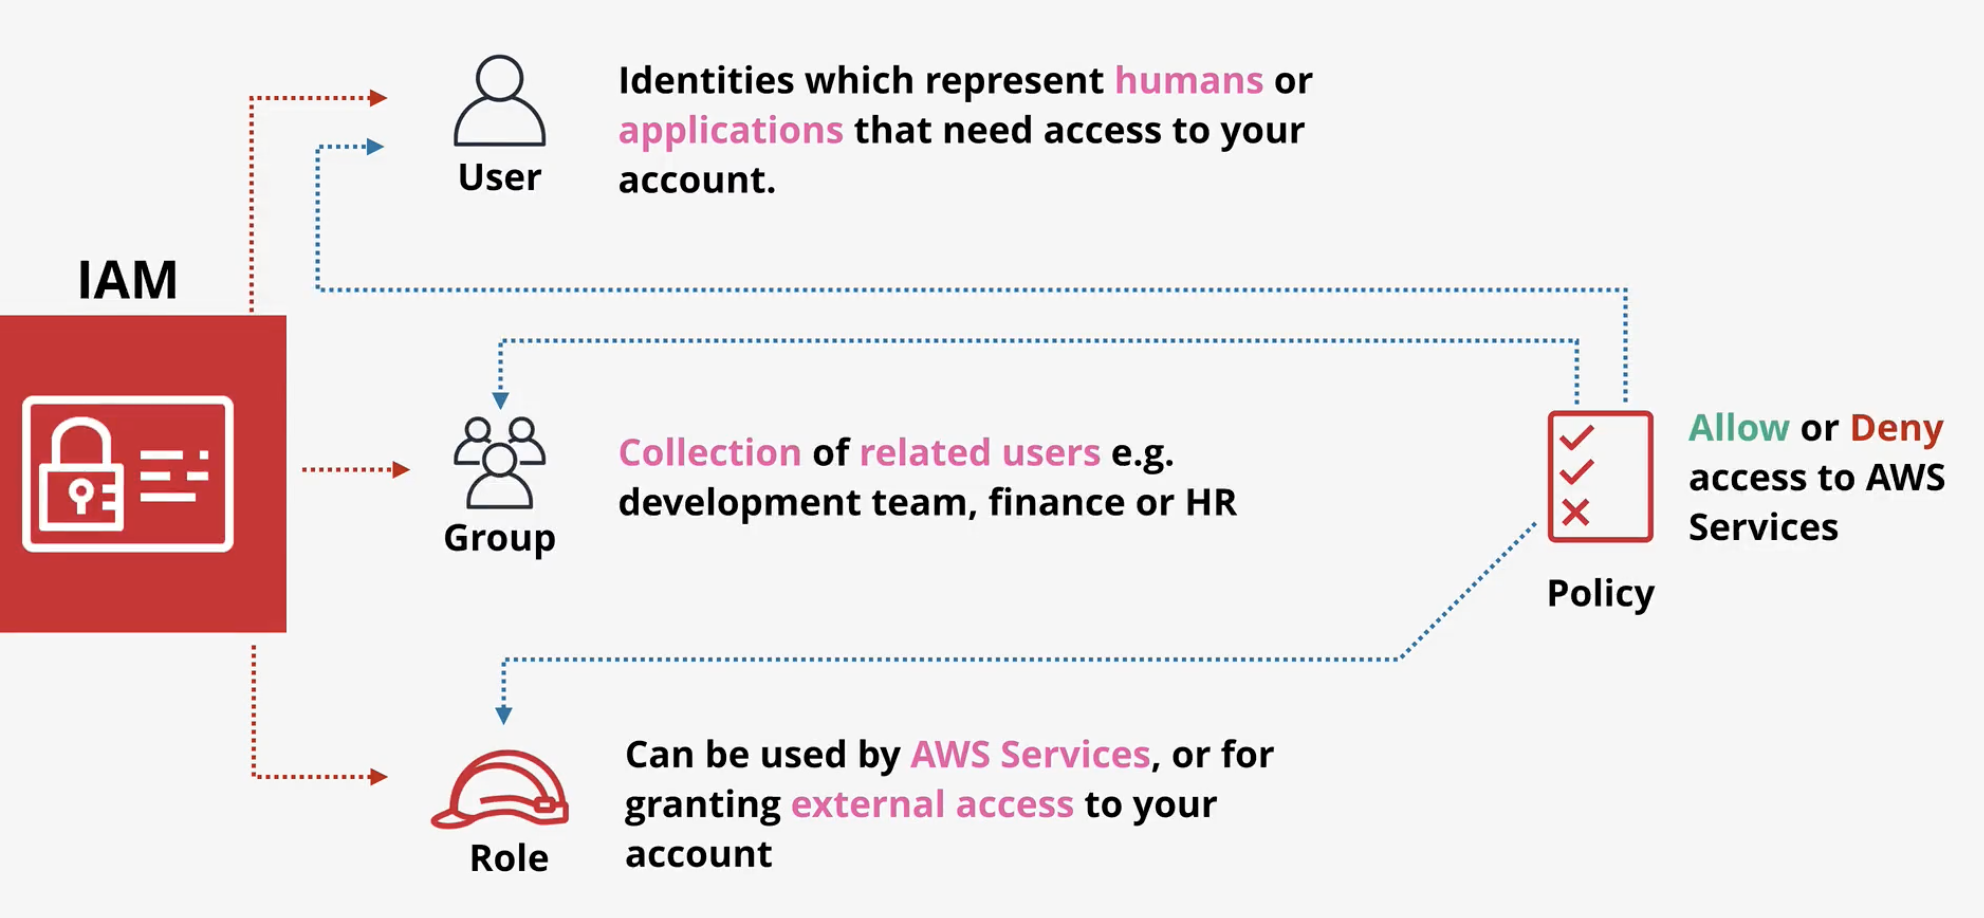 Identities which represent humans or
applications that need access to your
account.
User
IAM
Collection of related users e.g.
development team, finance or HR
Group
Allow or Deny
access to AWS
Services
Policy
Can be used by AWS Services, or for
granting external access to your
account
Role